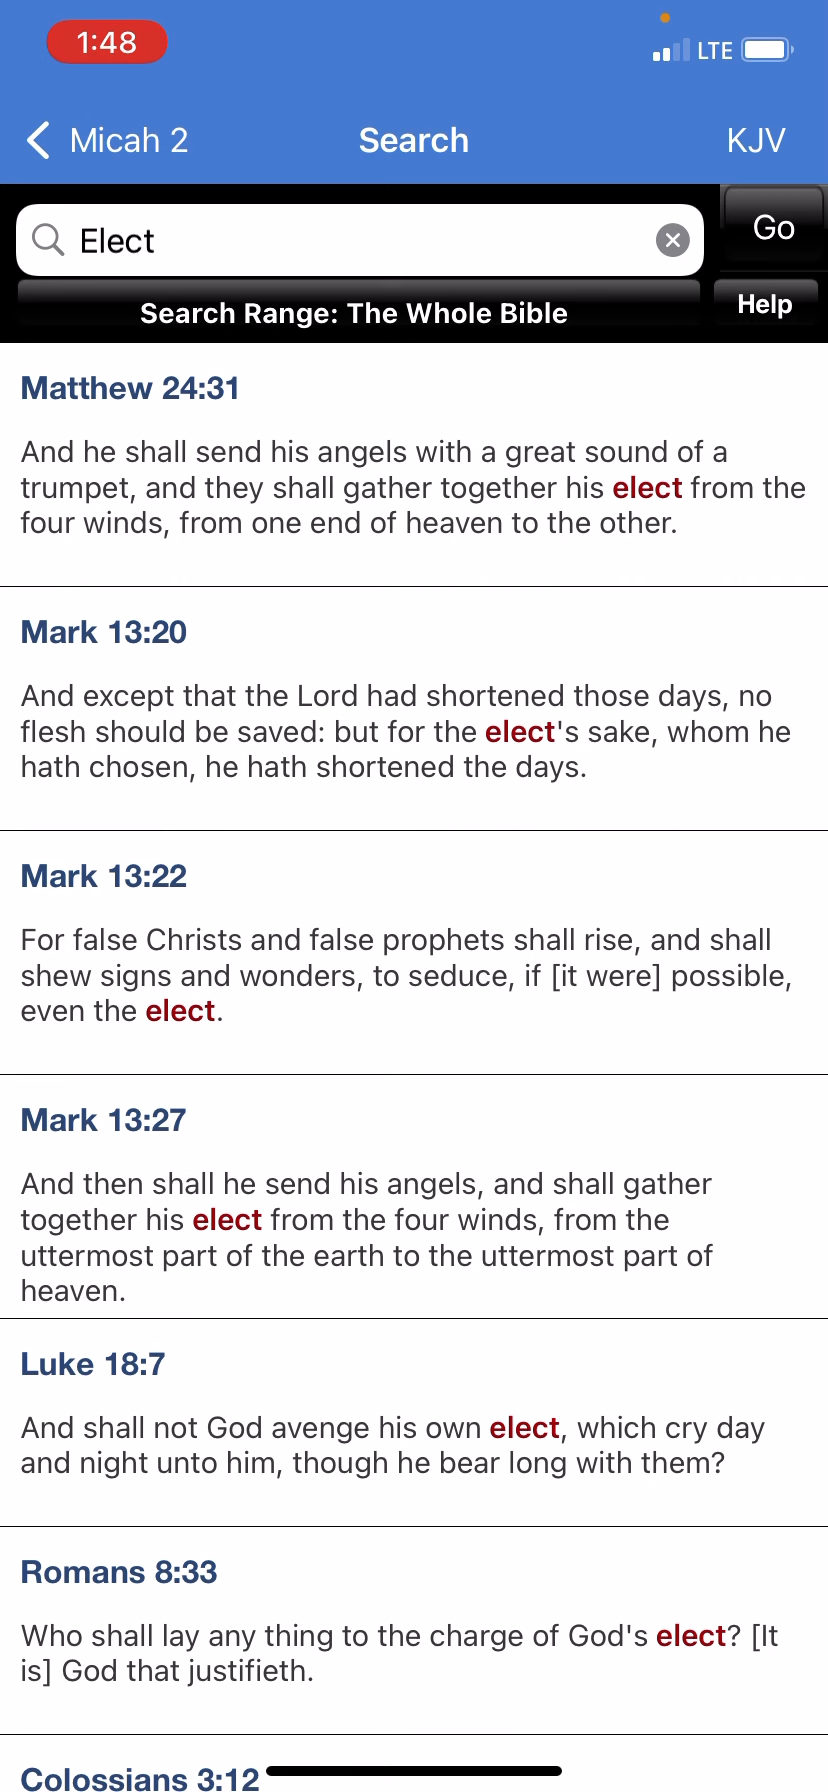 1:48
LTE
Micah 2
Search
KJV
Elect
Go
Search Range: The Whole Bible
Help
Matthew 24:31
And he shall send his angels with a great sound of a
trumpet, and they shall gather together his elect from the
four winds, from one end of heaven to the other.
Mark 13:20
And except that the Lord had shortened those days, no
flesh should be saved: but for the elect's sake, whom he
hath chosen, he hath shortened the days.
Mark 13:22
For false Christs and false prophets shall rise, and shall
shew signs and wonders, to seduce, if [it were] possible,
even the elect.
Mark 13:27
And then shall he send his angels, and shall gather
together his elect from the four winds, from the
uttermost part of the earth to the uttermost part of
heaven.
Luke 18:7
And shall not God avenge his own elect, which cry day
and night unto him, though he bear long with them?
Romans 8:33
Who shall lay any thing to the charge of God's elect? [It
is] God that justifieth.
Colossians 3:12